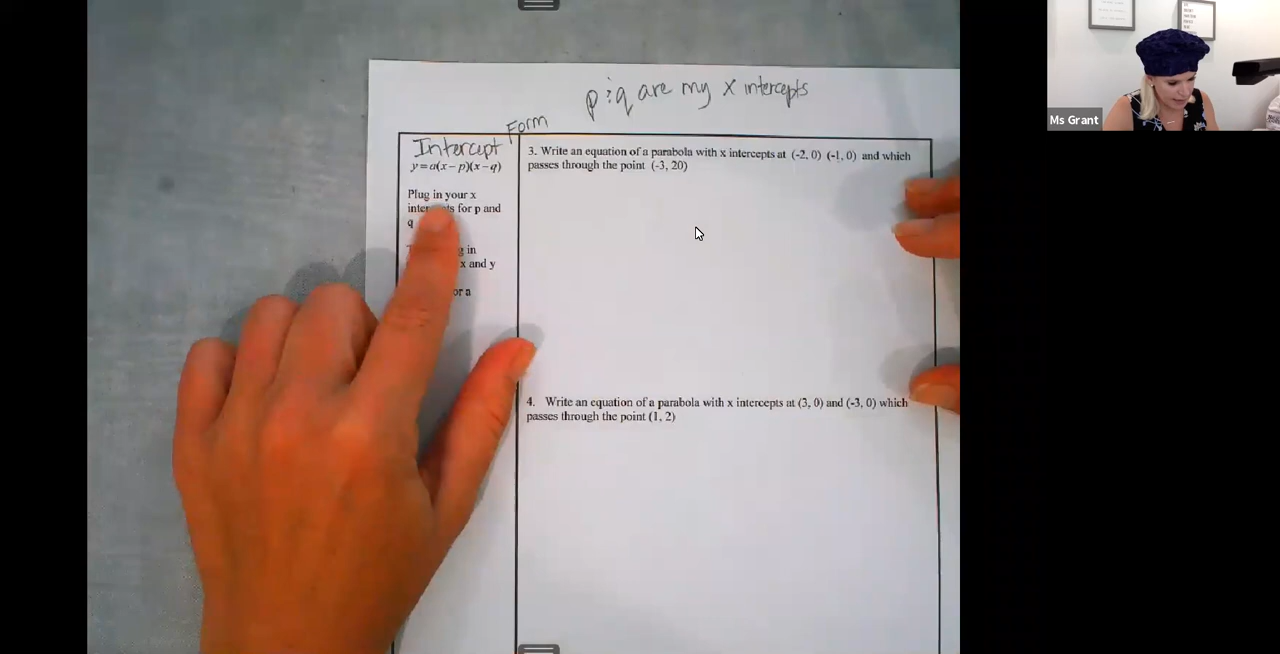 p & q are my x intercepts
Form
Intercept
y = a(x − p)(x − q)
Plug in your x
for p and
q
in
x and y
or a
3. Write an equation of a parabola with x intercepts at (-2, 0) (-1, 0) and which
passes through the point (-3, 20)
4. Write an equation of a parabola with x intercepts at (3, 0) and (-3, 0) which
passes through the point (1, 2)
Ms Grant